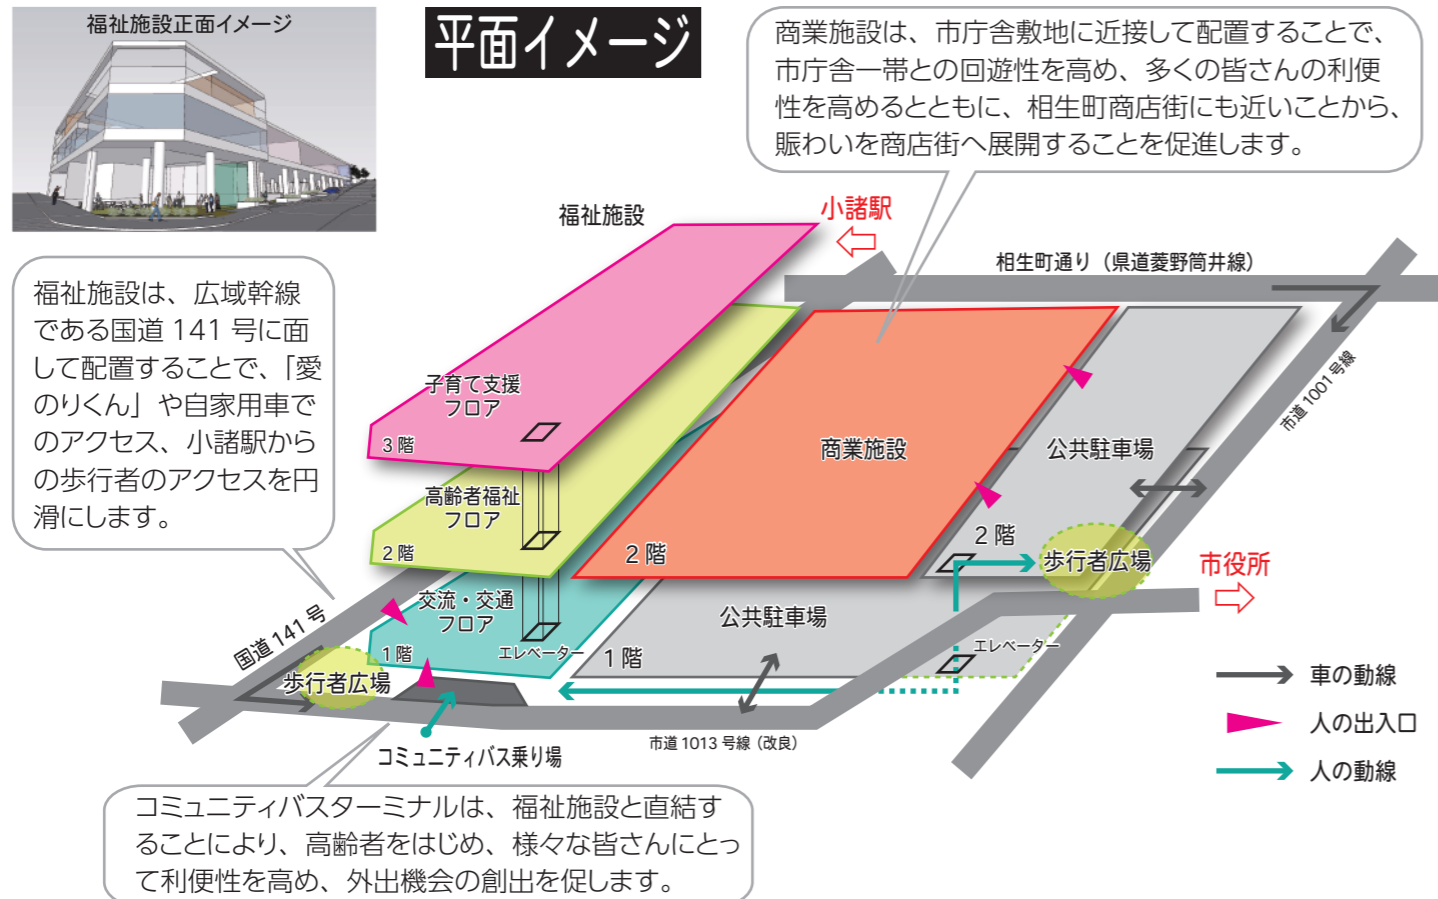 福祉施設正面イメージ
平面イメージ
商業施設は、市庁舎敷地に近接して配置することで、
市庁舎一帯との回遊性を高め、多くの皆さんの利便
性を高めるとともに、相生町商店街にも近いことから、
賑わいを商店街へ展開することを促進します。
福祉施設
小諸駅
相生町通り（県道菱野筒井線）
福祉施設は、広域幹線
である国道 141 号に面
して配置することで、「愛
のりくん」や自家用車で
のアクセス、小諸駅から
の歩行者のアクセスを円
滑にします。
子育て支援
フロア
3 階
市道 1001 号線
商業施設
公共駐車場
高齢者福祉
フロア
2 階
2 階
2 階
歩行者広場
市役所
交流・交通
フロア
公共駐車場
国道 141 号
1 階
エレベーター
1 階
エレベーター
歩行者広場
車の動線
人の出入口
人の動線
コミュニティバス乗り場
市道 1013 号線（改良）
コミュニティバスターミナルは、福祉施設と直結す
ることにより、高齢者をはじめ、様々な皆さんにとっ
て利便性を高め、外出機会の創出を促します。